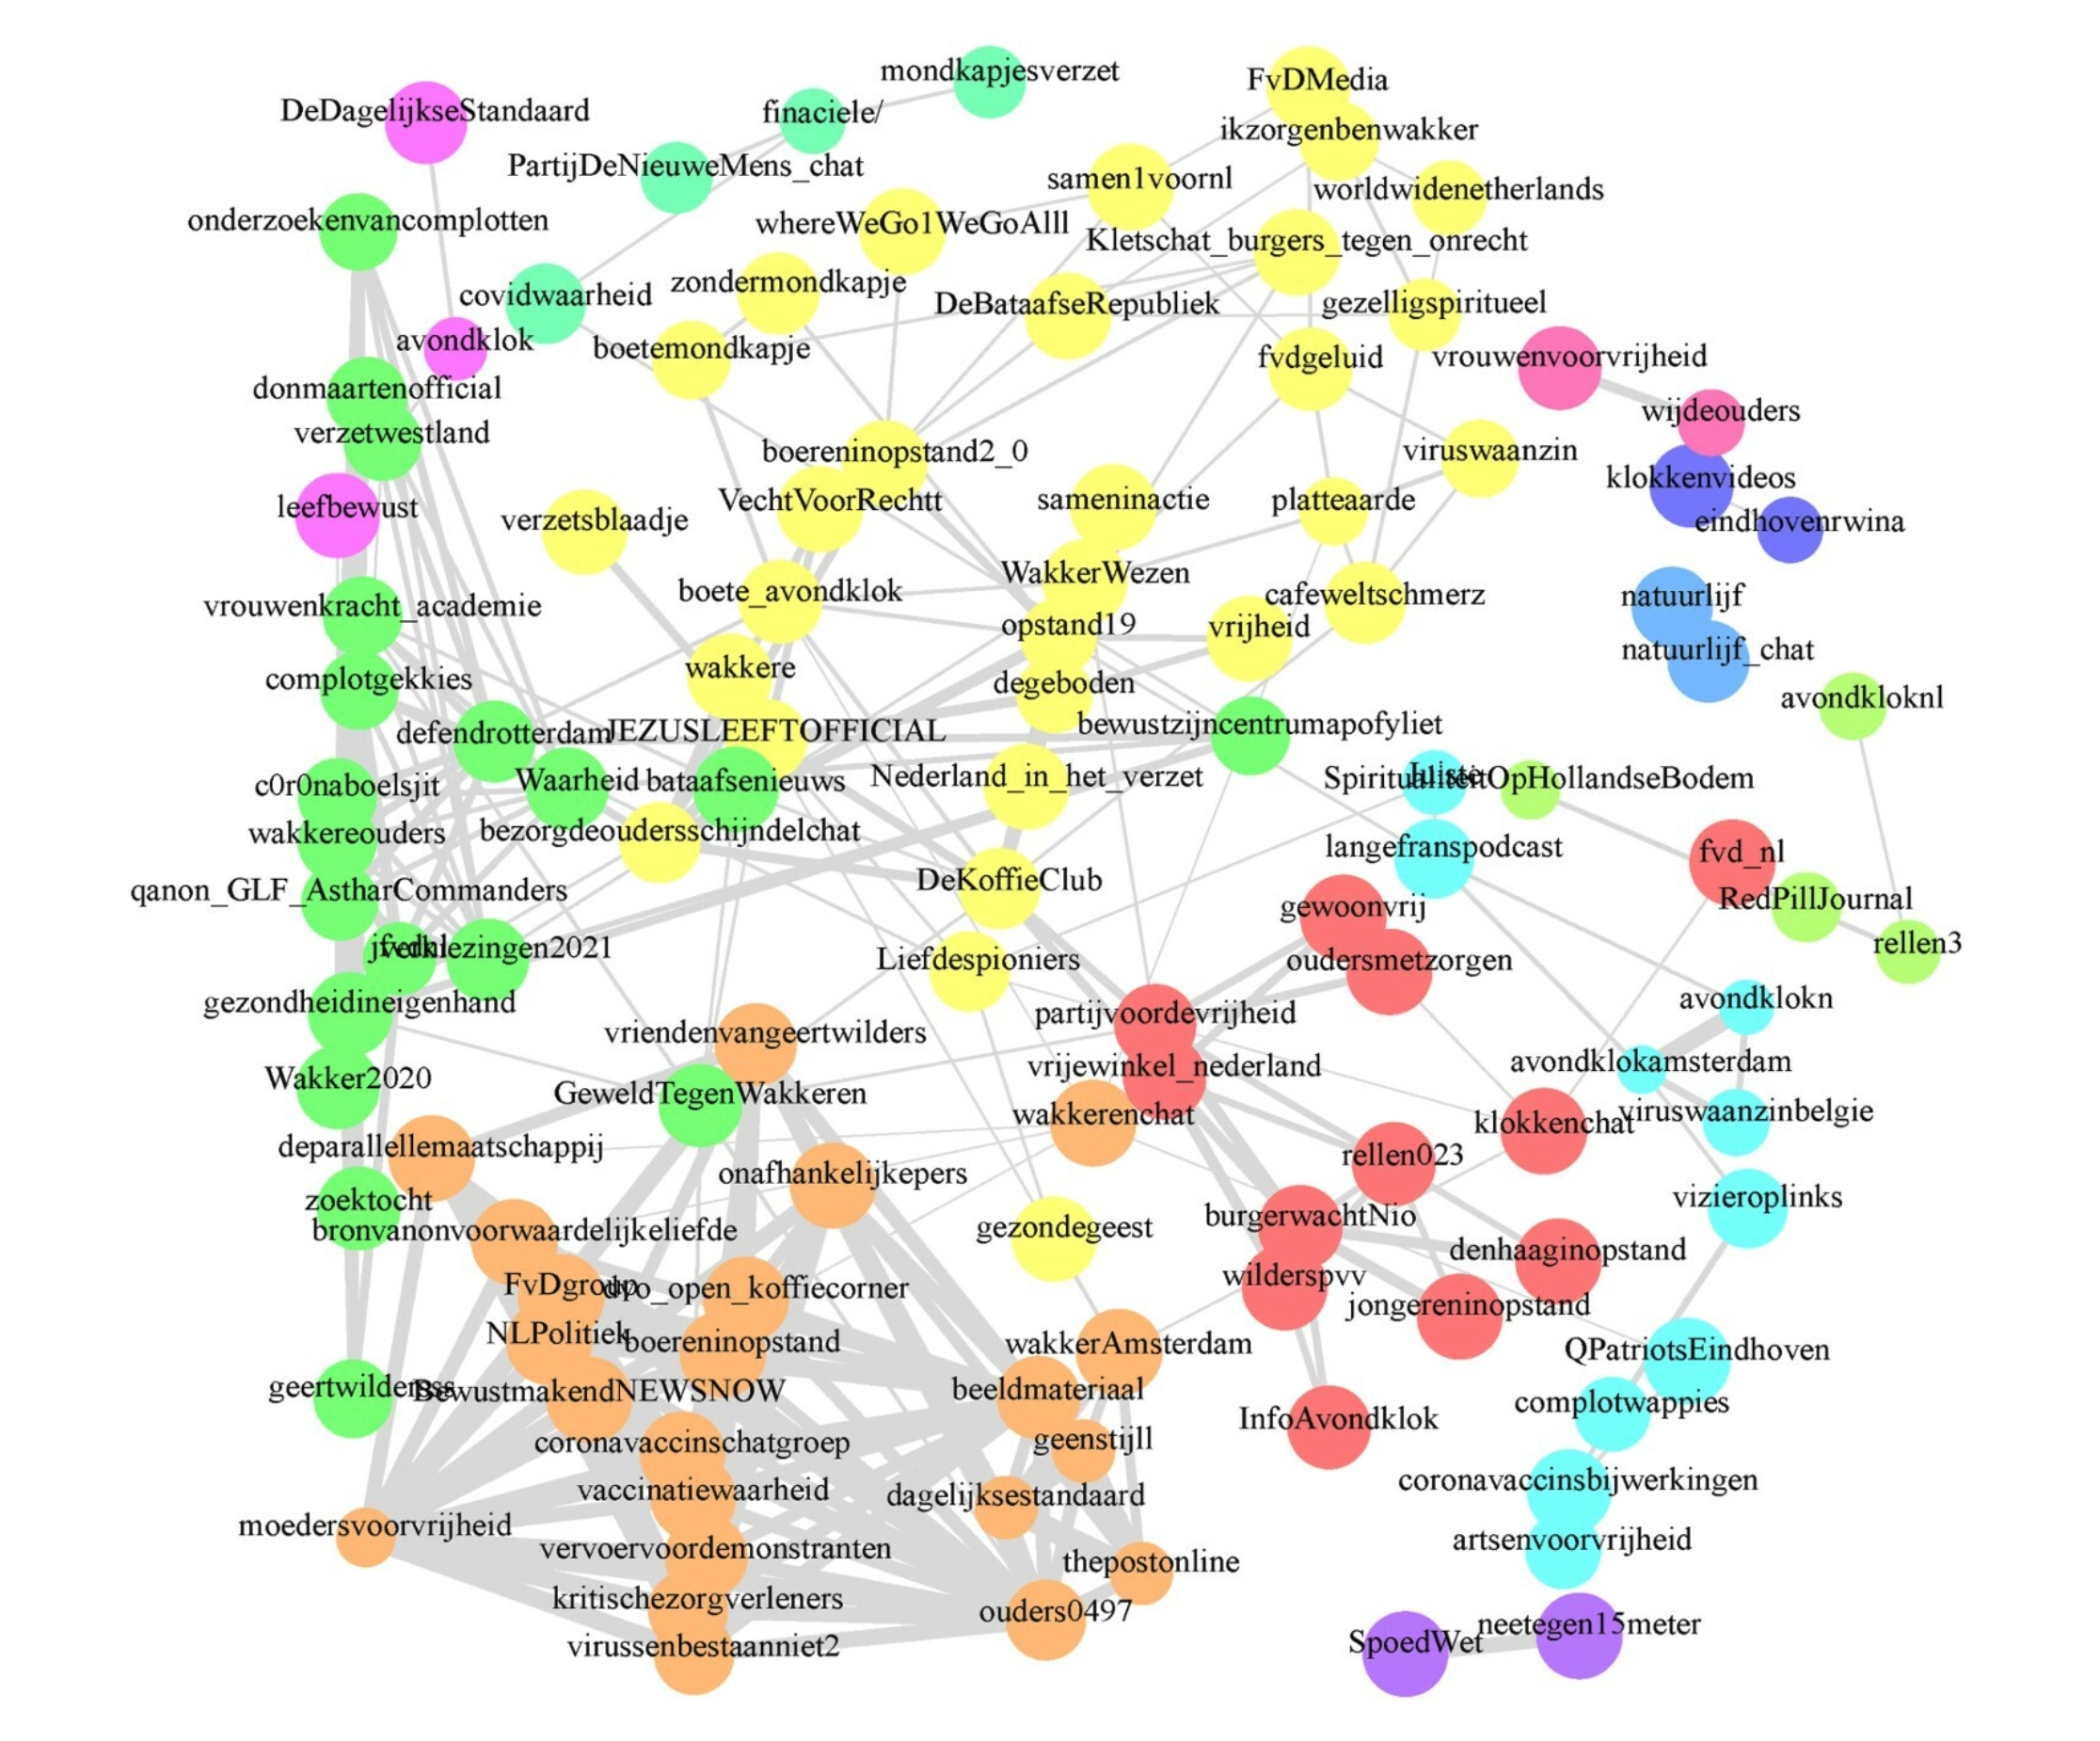 mondkapjesverzet
FvDMedia
DeDagelijkseStandaard
finaciele/
ikzorgenbenwakker
PartijDeNieuweMens_chat
samen1voornl
worldwidenetherlands
onderzoekenvancomplotten
whereWeGo1WeGoAlll
Kletschat_burgers_tegen_onrecht
covidwaarheid
zondermondkapje
DeBataafseRepubliek
gezelligspiritueel
avondklok
boetemondkapje
fvdgeluid
vrouwenvoorvrijheid
donmaartenofficial
wijdeouders
verzetwestland
boereninopstand2_0
viruswaanzin
klokkenvideos
leefbewust
verzetsblaadje
VechtVoorRechtt
sameninactie
platteaarde
eindhovenrwina
WakkerWezen
vrouwenkracht_academie
boete_avondklok
cafeweltschmerz
natuurlijf
opstand19
vrijheid
natuurlijf_chat
complotgekkies
wakkere
degeboden
avondkloknl
defendrotterdam
JEZUSLEEFTOFFICIAL
bewustzijncentrumapofyliet
c0r0naboelsjit
Waarheid
bataafsenieuws
Nederland_in_het_verzet
SpiritualiteitOpHollandseBodem
wakkereouders
bezorgdeoudersschijndelchat
langefranspodcast
fvd_nl
qanon_GLF_AstharCommanders
DeKoffieClub
gewoonvrij
RedPillJournal
verkiezingen2021
Liefdespioniers
oudersmetzorgen
rellen3
gezondheidineigenhand
vriendenvangeertwilders
partijvoordevrijheid
avondklokn
Wakker2020
GeweldTegenWakkeren
vrijewinkel_nederland
avondklokamsterdam
wakkerenchat
klokkenchat
viruswaanzinbelgie
deparallellemaatschappij
onafhankelijkepers
rellen023
zoektocht
vizieroplinks
bronvanonvoorwaardelijkeliefde
gezondegeest
burgerwachtNio
denhaaginopstand
FvDgroup
dvo_open_koffiecorner
wilderspvv
jongereninopstand
NLPolitiek
boereninopstand
wakkerAmsterdam
QPatriotsEindhoven
geertwildersss
BewustmakendNEWSNOW
beeldmateriaal
complotwappies
coronavaccinschatgroep
geenstijll
InfoAvondklok
vaccinatiewaarheid
dagelijksestandaard
coronavaccinsbijwerkingen
moedersvoorvrijheid
vervoervoordemonstranten
thepostonline
artsenvoorvrijheid
kritischezorgverleners
ouders0497
SpoedWet
neetegen15meter
virussenbestaanniet2